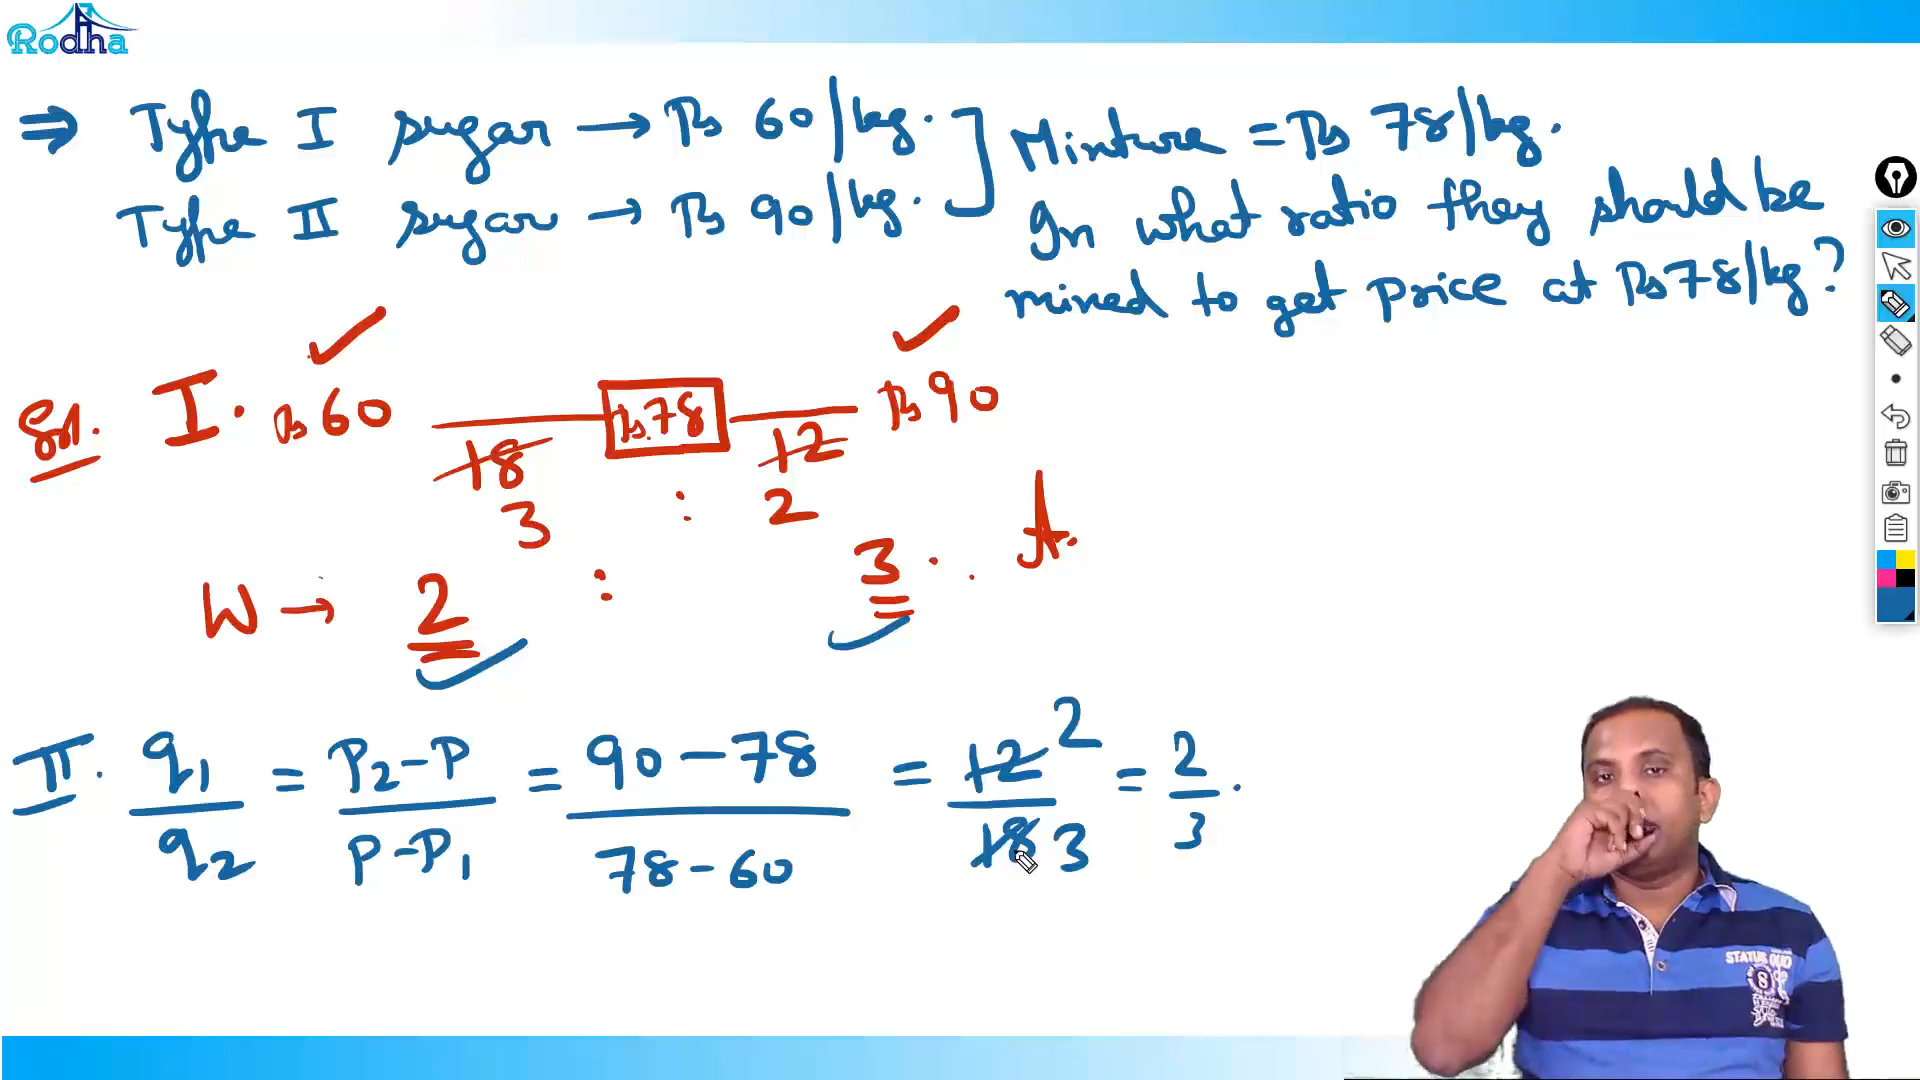 Rodha
⇒ Type I sugar → Rs 60/kg.
Type II sugar → Rs 90/kg.
Mixture = Rs 78/kg.
In what ratio they should be
mixed to get price at Rs 78/kg?
Sol. I. Rs 60 Rs.78 Rs 90
18 12
3 : 2
W → 2 : 3. A.
II. q1/q2 = P2-P/P-P1 = 90-78/78-60 = 12 2/18 3 = 2/3.
STATUS QUO